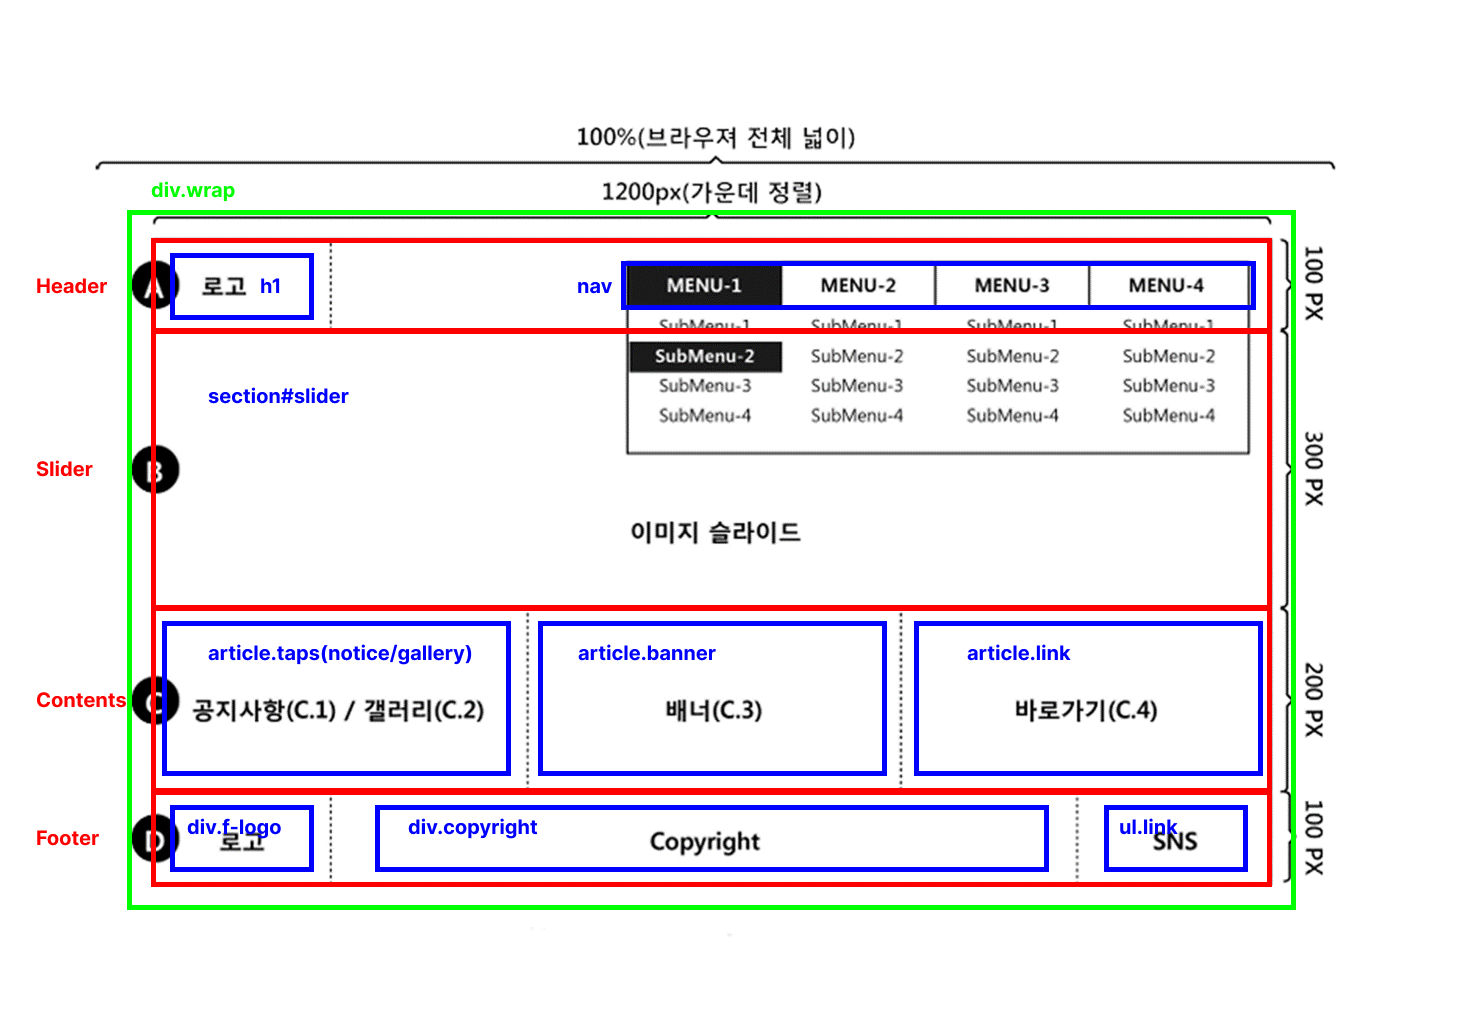 100%(브라우져 전체 넓이)
div.wrap
1200px(가운데 정렬)
Header
A
로고 h1
nav
MENU-1 MENU-2 MENU-3 MENU-4
100 PX
SubMenu-1 SubMenu-1 SubMenu-1 SubMenu-1
SubMenu-2 SubMenu-2 SubMenu-2 SubMenu-2
SubMenu-3 SubMenu-3 SubMenu-3 SubMenu-3
SubMenu-4 SubMenu-4 SubMenu-4 SubMenu-4
section#slider
Slider
B
300 PX
이미지 슬라이드
article.taps(notice/gallery) article.banner article.link
Contents
C
공지사항(C.1) / 갤러리(C.2) 배너(C.3) 바로가기(C.4)
200 PX
div.f-logo div.copyright ul.link
Footer
D
로고 Copyright SNS
100 PX